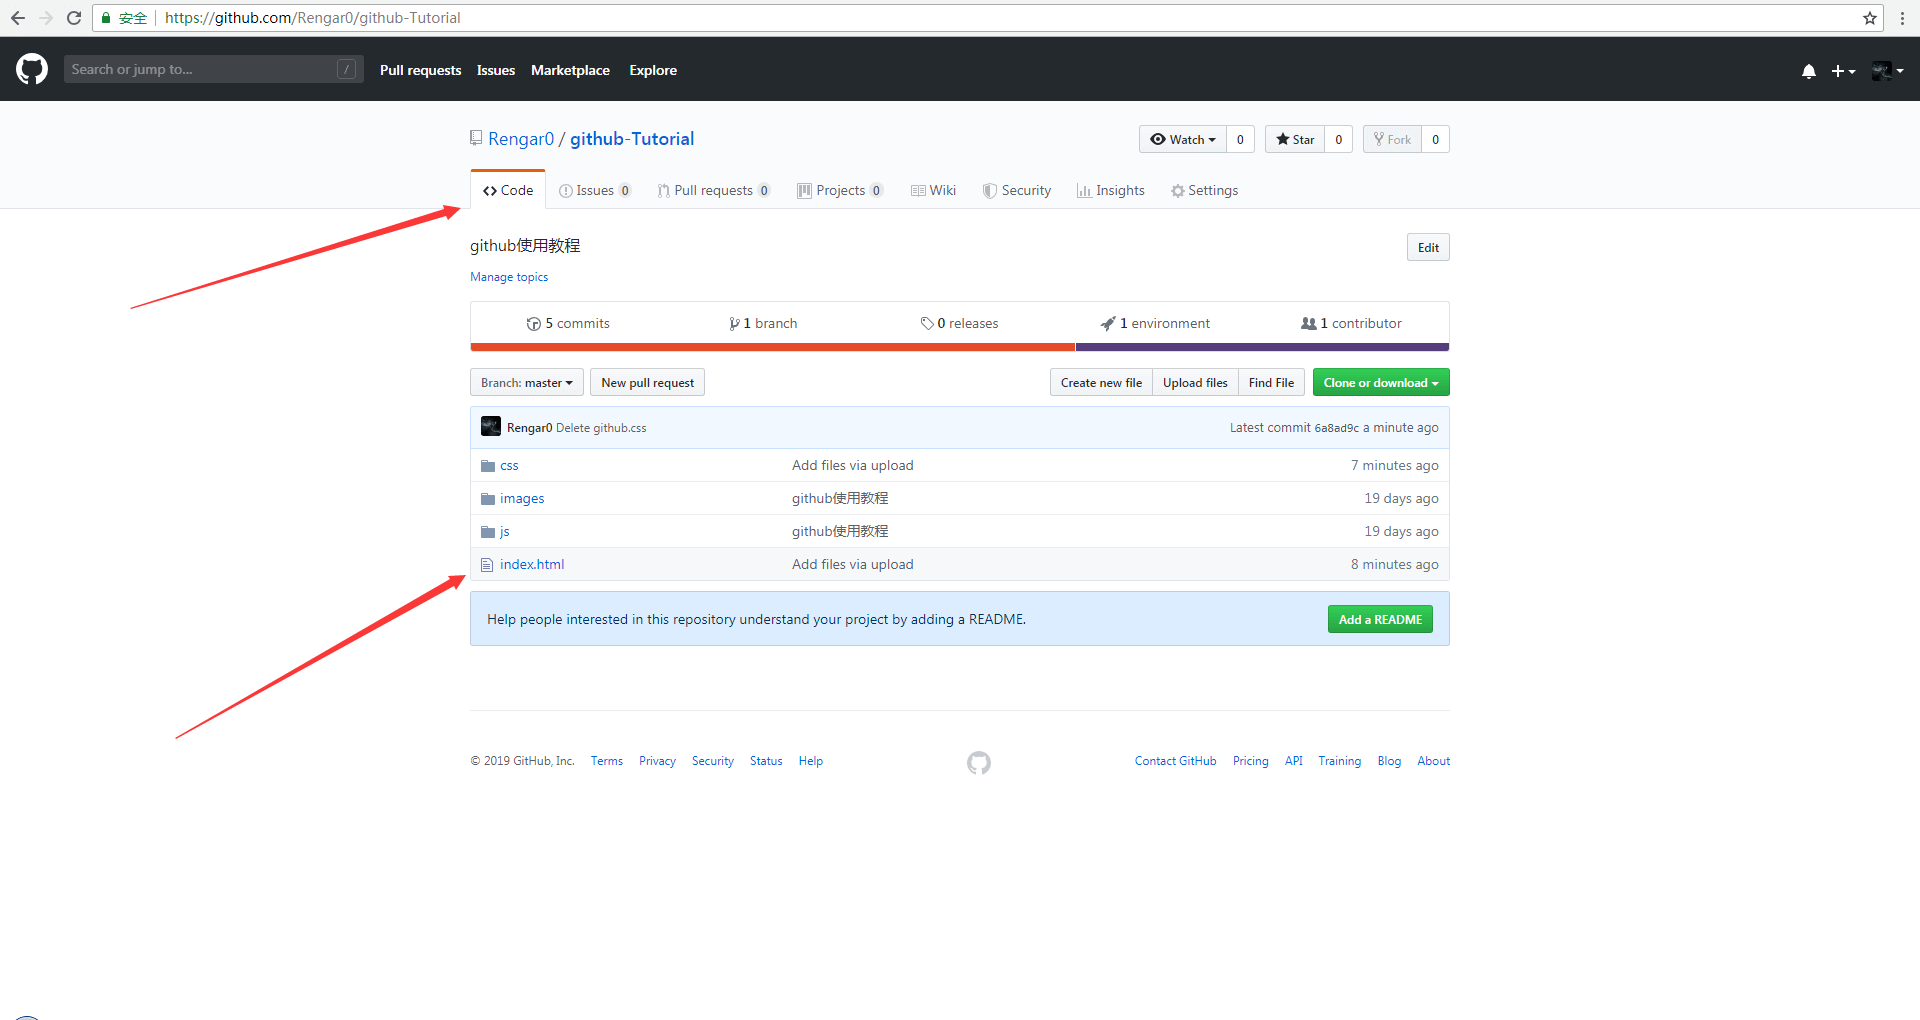 安全 https://github.com/Rengar0/github-Tutorial
Search or jump to... / Pull requests Issues Marketplace Explore
Rengar0 / github-Tutorial Watch 0 Star 0 Fork 0
Code Issues 0 Pull requests 0 Projects 0 Wiki Security Insights Settings
github使用教程 Edit
Manage topics
5 commits 1 branch 0 releases 1 environment 1 contributor
Branch: master New pull request Create new file Upload files Find File Clone or download
Rengar0 Delete github.css Latest commit 6a8ad9c a minute ago
css Add files via upload 7 minutes ago
images github使用教程 19 days ago
js github使用教程 19 days ago
index.html Add files via upload 8 minutes ago
Help people interested in this repository understand your project by adding a README. Add a README
© 2019 GitHub, Inc. Terms Privacy Security Status Help Contact GitHub Pricing API Training Blog About